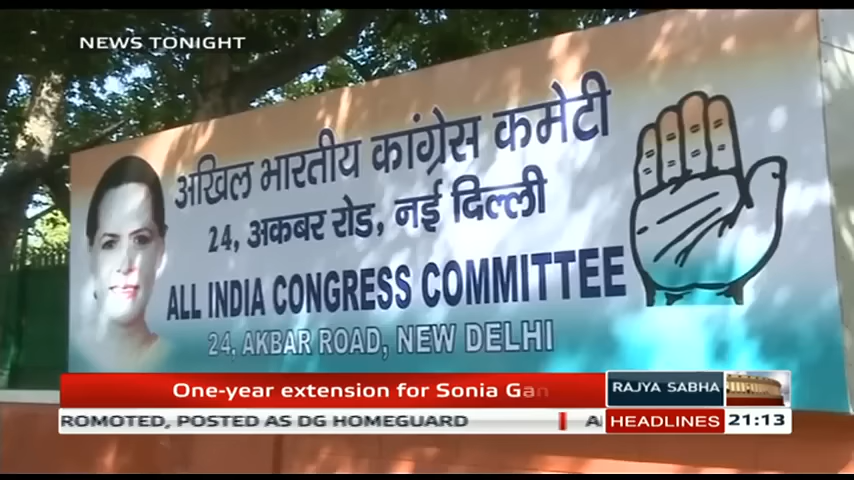 NEWS TONIGHT
अखिल भारतीय कांग्रेस कमेटी
24, अकबर रोड, नई दिल्ली
ALL INDIA CONGRESS COMMITTEE
24, AKBAR ROAD, NEW DELHI
One-year extension for Sonia Gan
RAJYA SABHA
ROMOTED, POSTED AS DG HOMEGUARD
HEADLINES 21:13